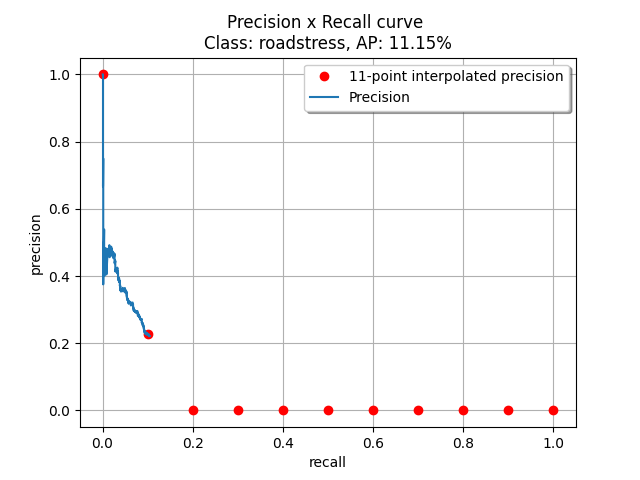 Precision x Recall curve
Class: roadstress, AP: 11.15%
11-point interpolated precision
Precision
precision
1.0
0.8
0.6
0.4
0.2
0.0
0.0 0.2 0.4 0.6 0.8 1.0
recall